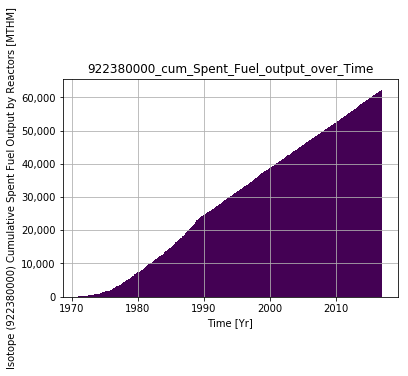 922380000_cum_Spent_Fuel_output_over_Time
Isotope (922380000) Cumulative Spent Fuel Output by Reactors [MTHM]
60,000
50,000
40,000
30,000
20,000
10,000
0
1970 1980 1990 2000 2010
Time [Yr]